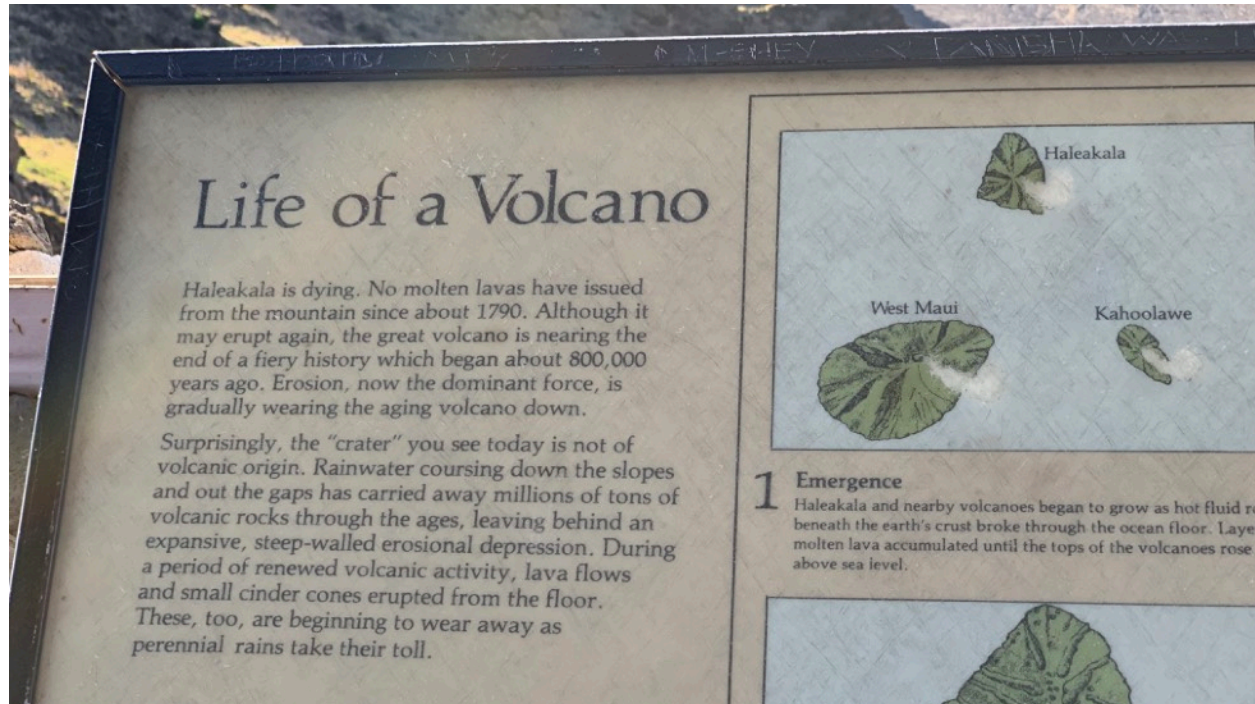 Life of a Volcano
Haleakala is dying. No molten lavas have issued
from the mountain since about 1790. Although it
may erupt again, the great volcano is nearing the
end of a fiery history which began about 800,000
years ago. Erosion, now the dominant force, is
gradually wearing the aging volcano down.
Surprisingly, the "crater" you see today is not of
volcanic origin. Rainwater coursing down the slopes
and out the gaps has carried away millions of tons of
volcanic rocks through the ages, leaving behind an
expansive, steep-walled erosional depression. During
a period of renewed volcanic activity, lava flows
and small cinder cones erupted from the floor.
These, too, are beginning to wear away as
perennial rains take their toll.
Haleakala
West Maui
Kahoolawe
1 Emergence
Haleakala and nearby volcanoes began to grow as hot fluid
beneath the earth's crust broke through the ocean floor.
molten lava accumulated until the tops of the volcanoes rose
above sea level.